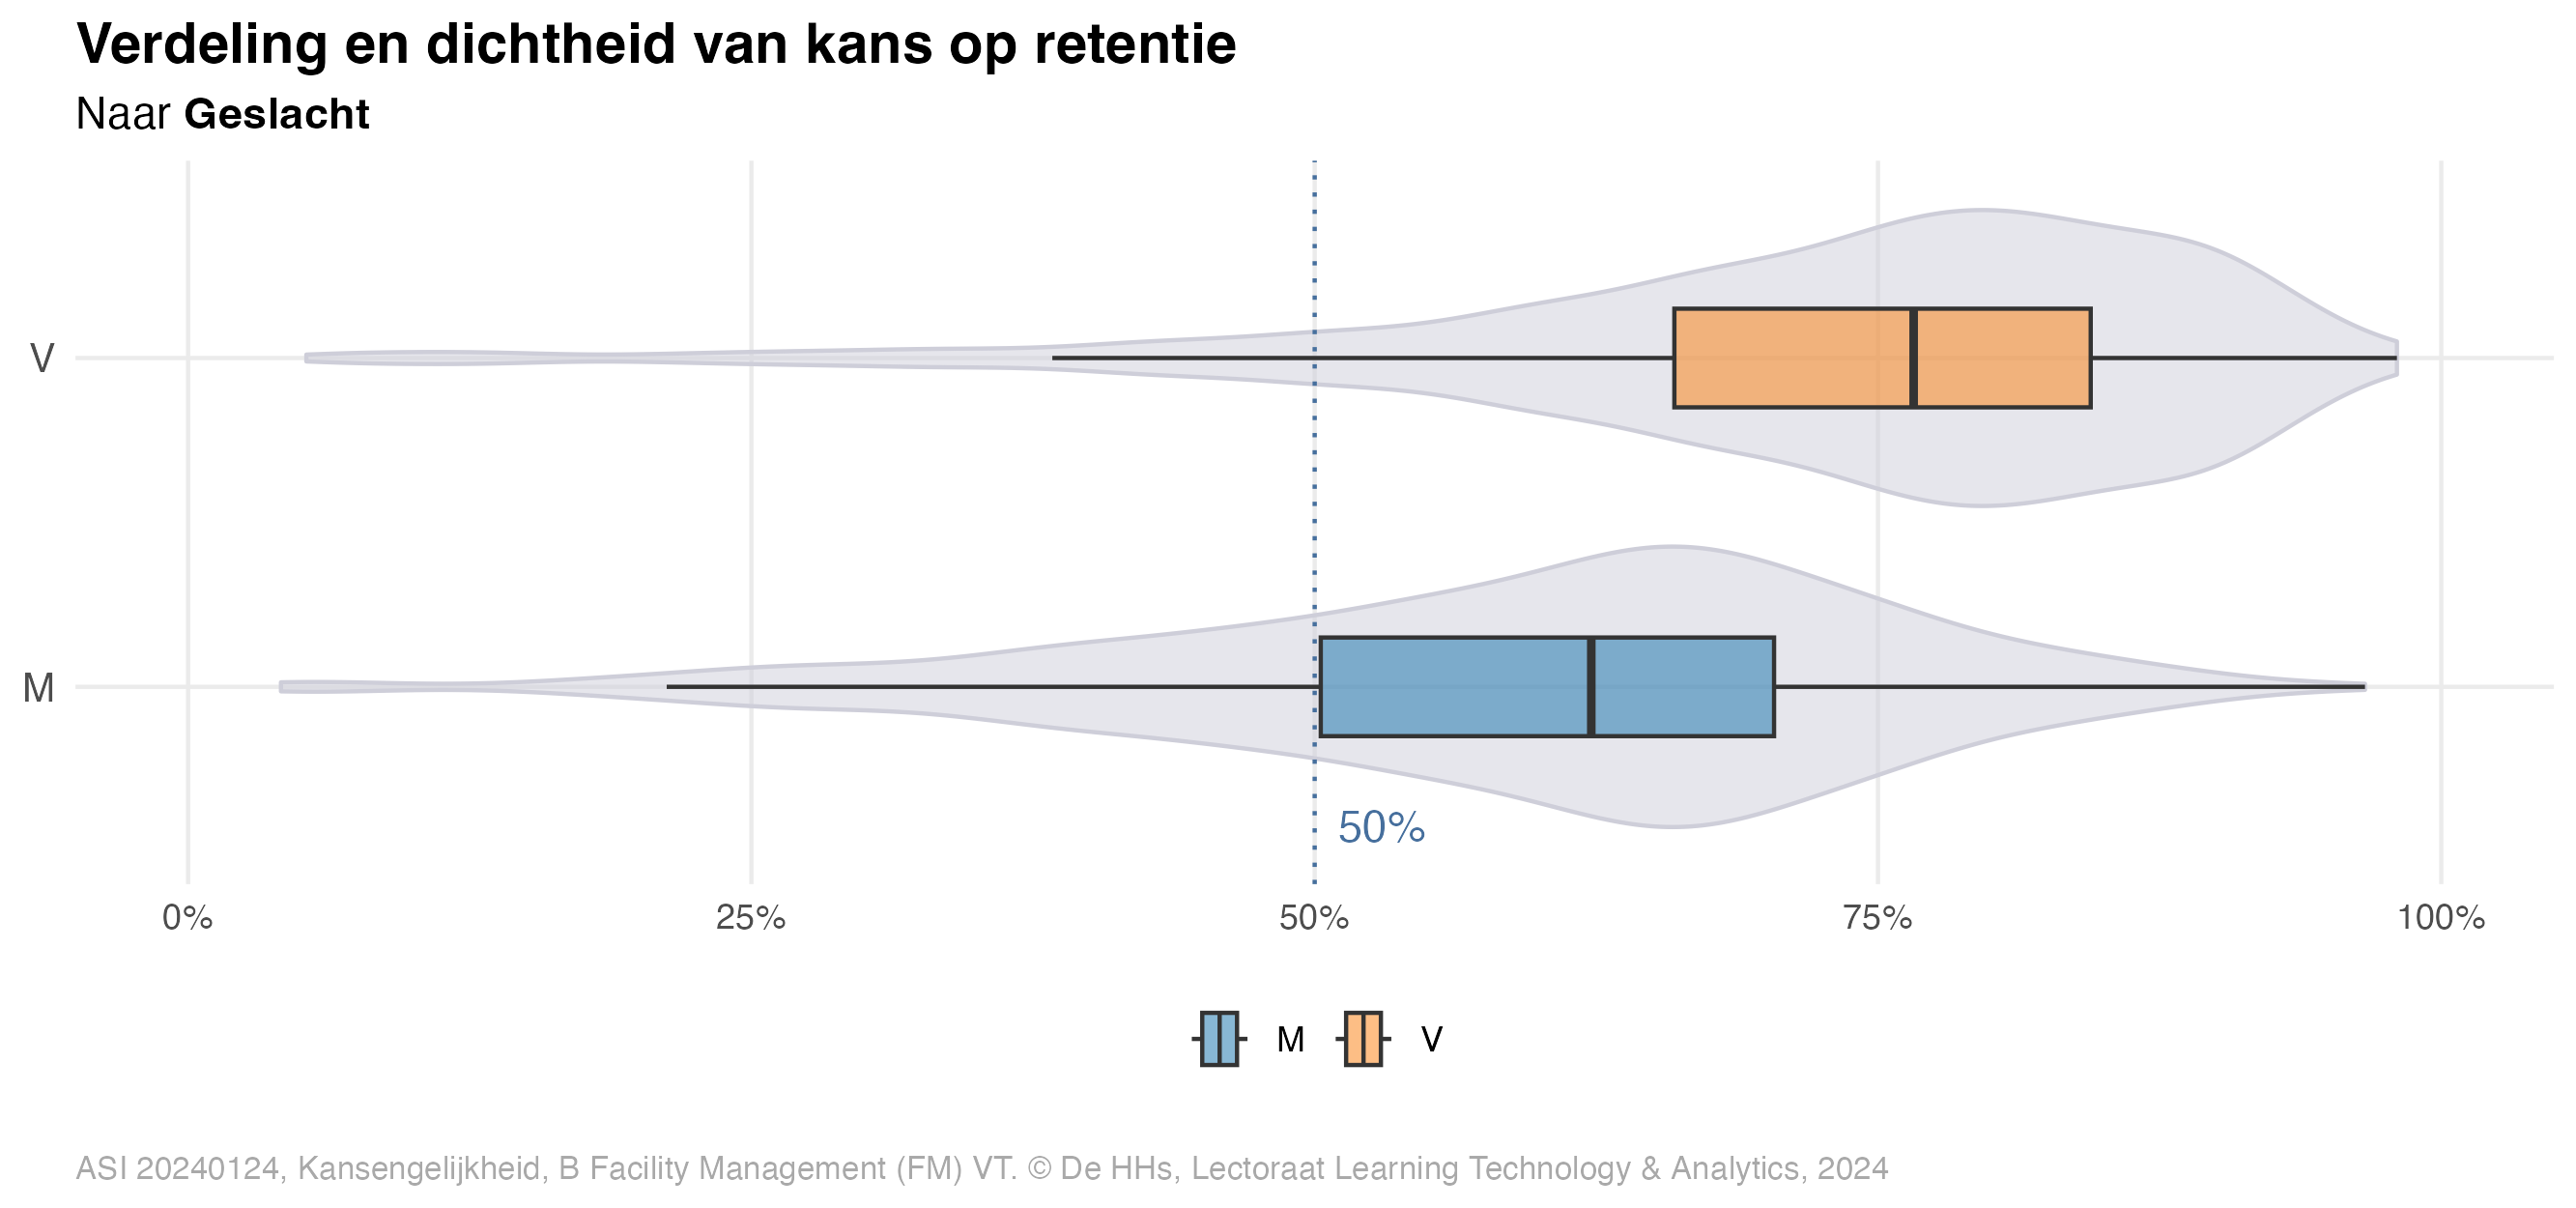 Verdeling en dichtheid van kans op retentie
Naar Geslacht
V
M
50%
0% 25% 50% 75% 100%
M V
ASI 20240124, Kansengelijkheid, B Facility Management (FM) VT. © De HHs, Lectoraat Learning Technology & Analytics, 2024